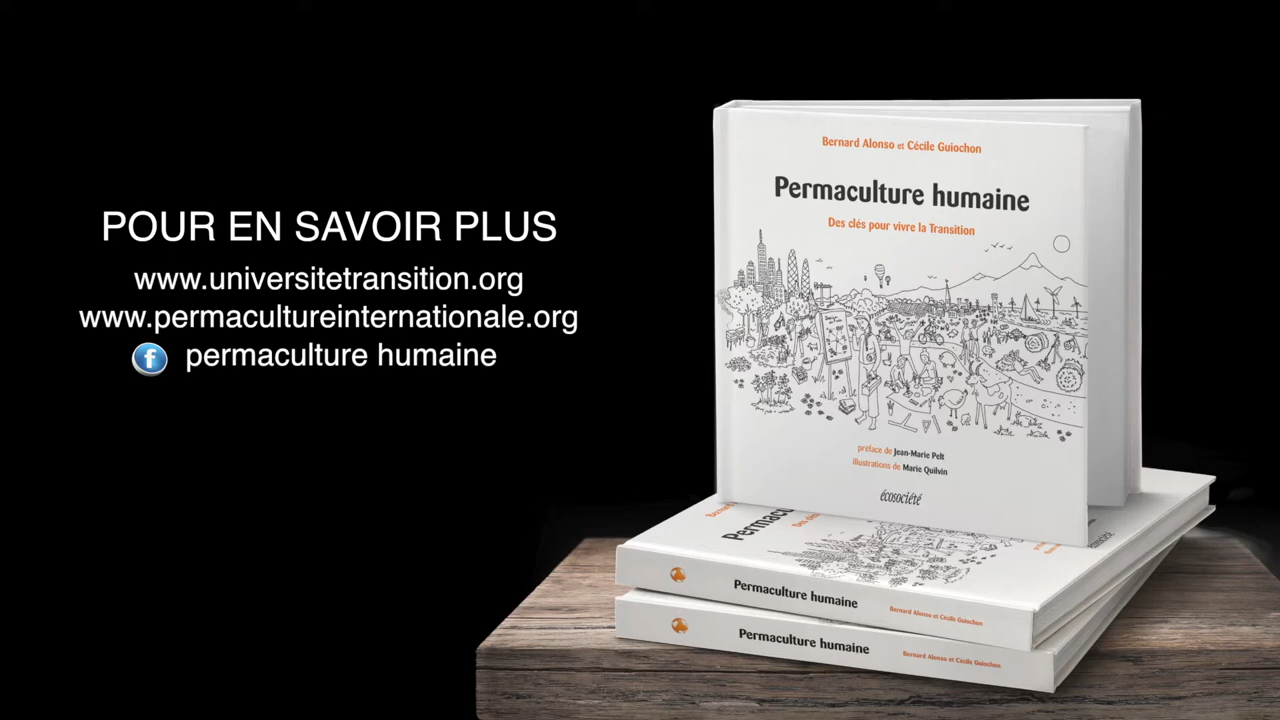 POUR EN SAVOIR PLUS
www.universitetransition.org
www.permacultureinternationale.org
permaculture humaine
Bernard Alonso et Cécile Guiochon
Permaculture humaine
Des clés pour vivre la Transition
préface de Jean-Marie Pelt
illustrations de Marie Quilvin
écosociété
Permaculture humaine
Bernard Alonso et Cécile Guiochon
Permaculture humaine
Bernard Alonso et Cécile Guiochon